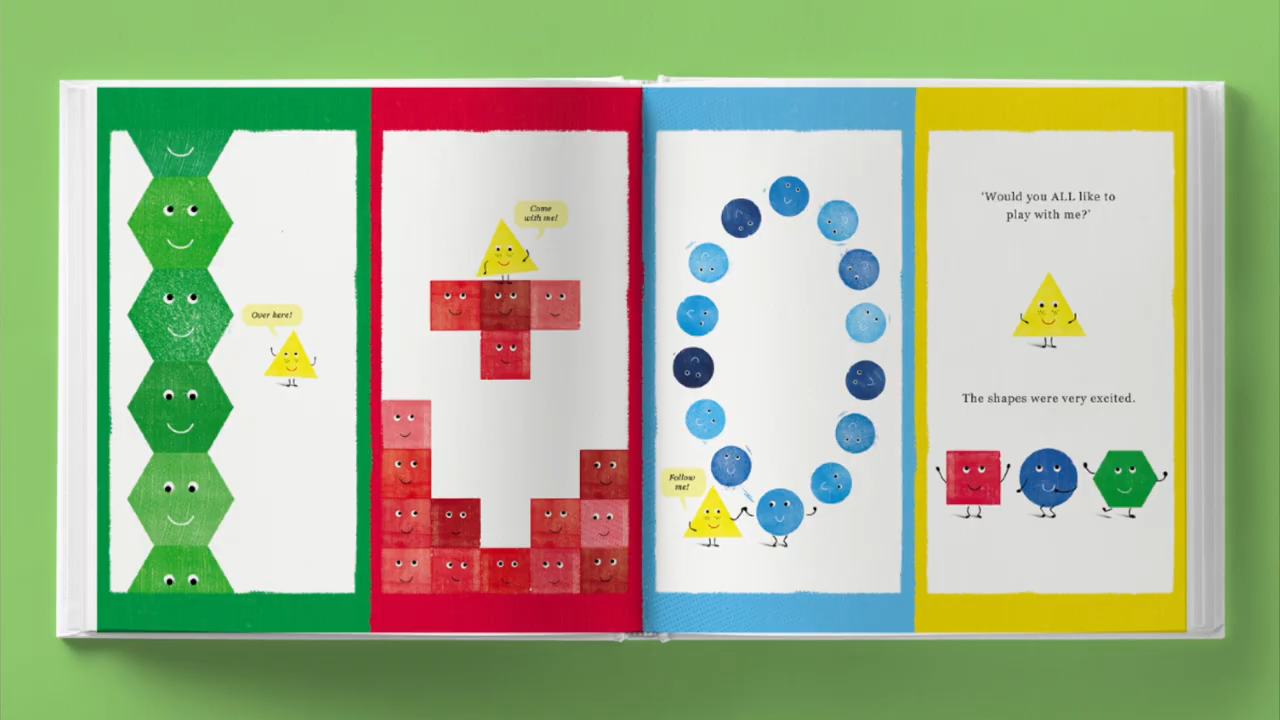 Over here!
Come
with me!
Follow
me!
‘Would you ALL like to
play with me?’
The shapes were very excited.